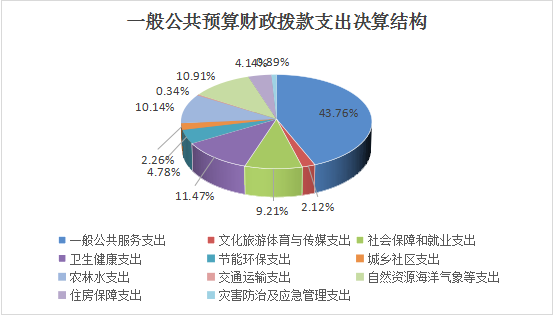 一般公共预算财政拨款支出决算结构
4.14%
0.89%
10.91%
0.34%
43.76%
10.14%
2.26%
4.78%
11.47%
2.12%
9.21%
一般公共服务支出 文化旅游体育与传媒支出 社会保障和就业支出
卫生健康支出 节能环保支出 城乡社区支出
农林水支出 交通运输支出 自然资源海洋气象等支出
住房保障支出 灾害防治及应急管理支出